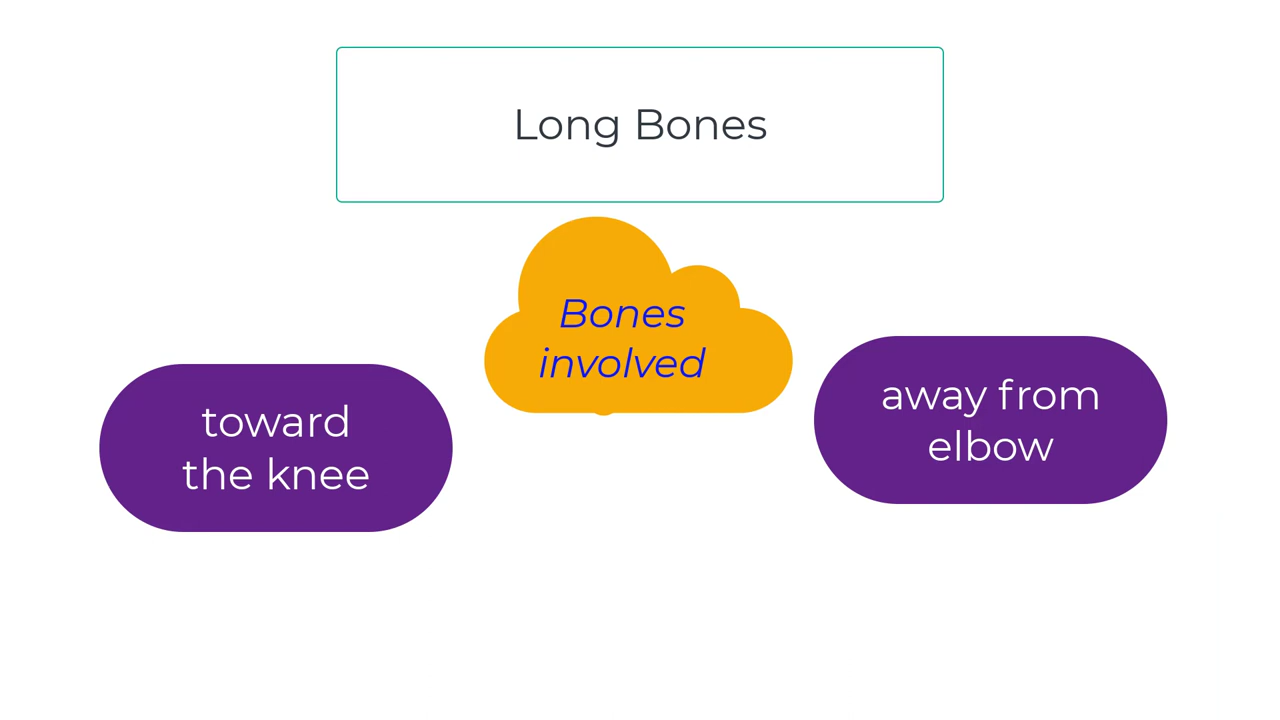 Long Bones
Bones
involved
toward
the knee
away from
elbow